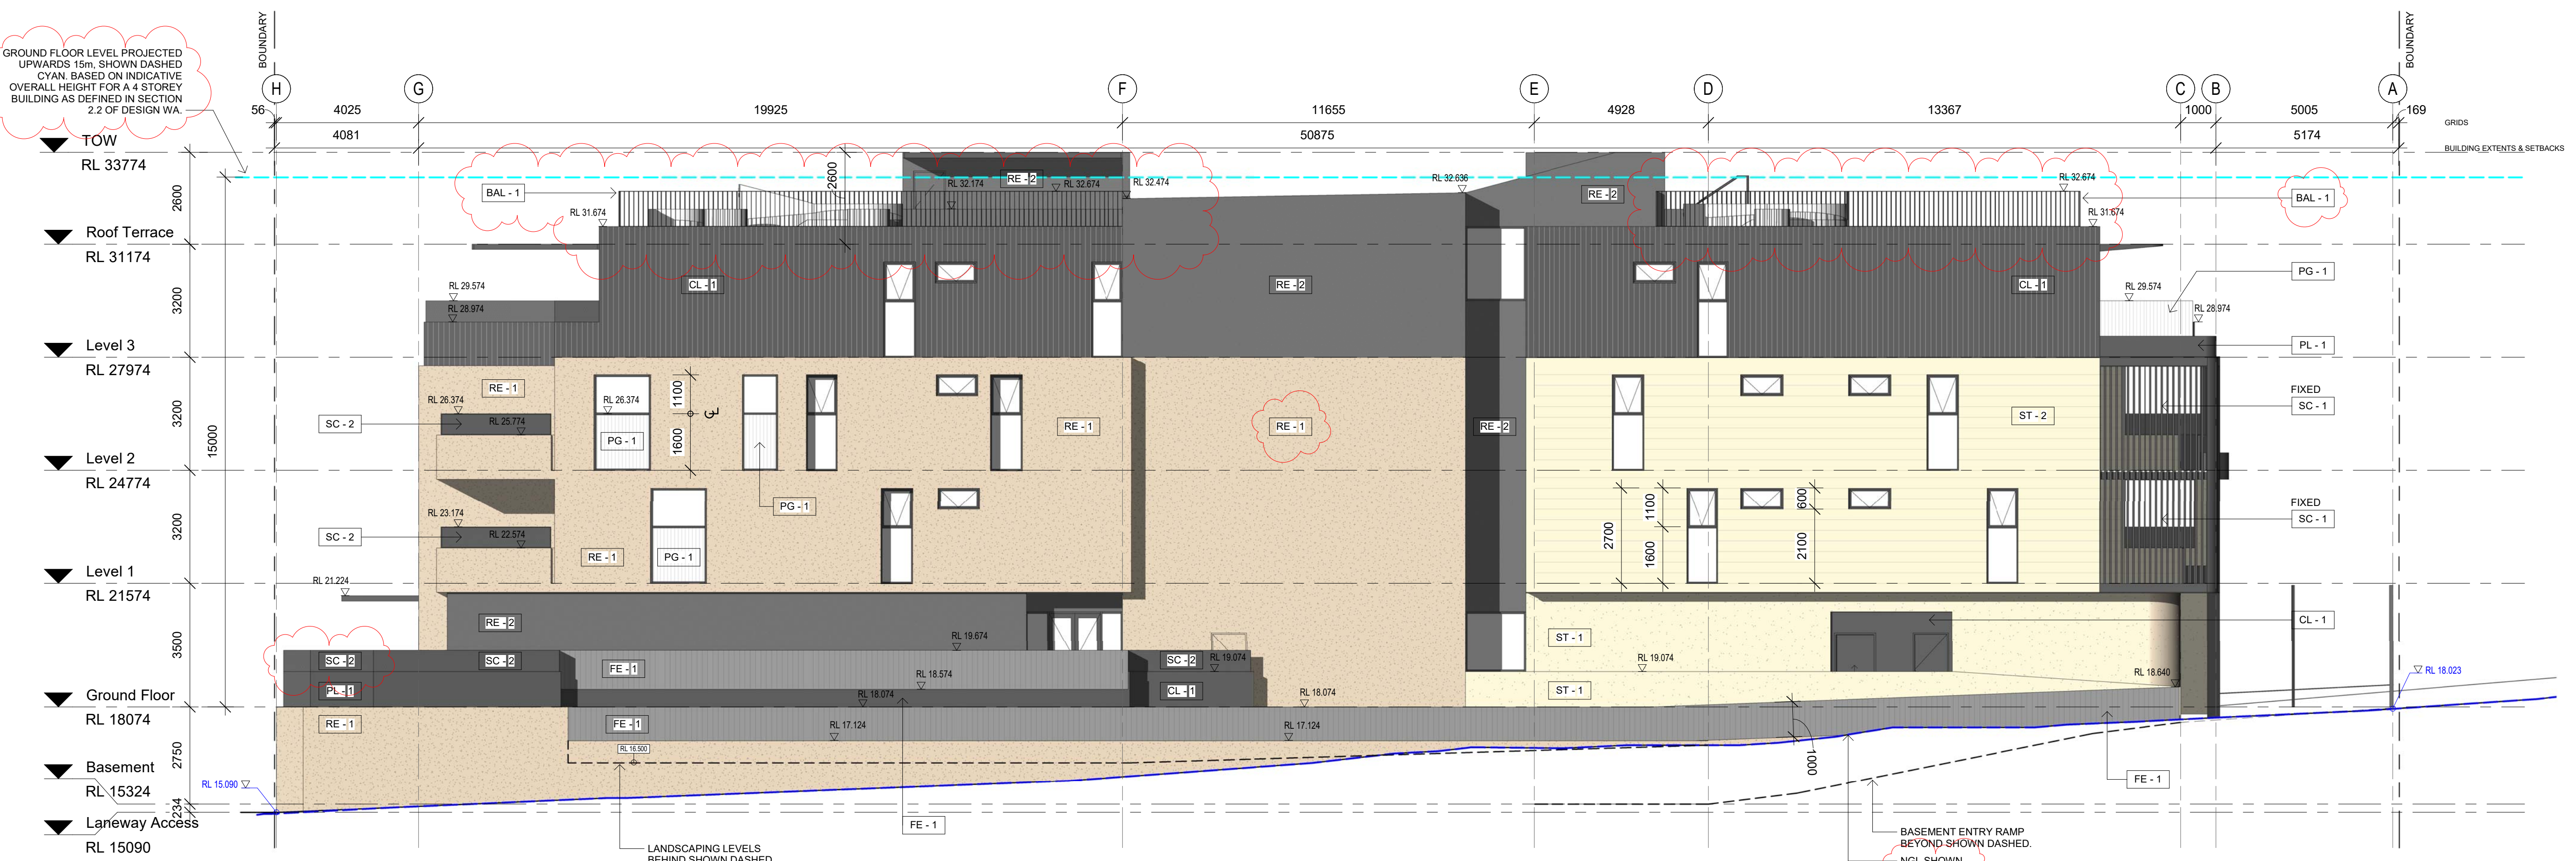 BOUNDARY
BOUNDARY
GROUND FLOOR LEVEL PROJECTED
UPWARDS 15m, SHOWN DASHED
CYAN. BASED ON INDICATIVE
OVERALL HEIGHT FOR A 4 STOREY
BUILDING AS DEFINED IN SECTION
2.2 OF DESIGN WA.
H G F E D C B A
56 4025 19925 11655 4928 13367 1000 5005 169
GRIDS
4081 50875 5174
BUILDING EXTENTS & SETBACKS
TOW
RL 33774
2600
2600
RE - 2
RL 32.174
RL 32.674
RL 32.474
RL 32.636
RE - 2
RL 32.674
BAL - 1
BAL - 1
RL 31.674
RL 31.674
Roof Terrace
RL 31174
3200
CL - 1
RE - 2
CL - 1
PG - 1
RL 29.574
RL 28.974
RL 29.574
RL 28.974
Level 3
RL 27974
PL - 1
3200
15000
RE - 1
RL 26.374
RL 25.774
SC - 2
RL 26.374
PG - 1
1100
1600
CL
RE - 1
RE - 1
RE - 2
ST - 2
FIXED
SC - 1
Level 2
RL 24774
3200
PG - 1
RL 23.174
RL 22.574
SC - 2
RE - 1
PG - 1
2700
1100
1600
600
2100
FIXED
SC - 1
Level 1
RL 21574
RL 21.224
3500
RE - 2
RL 19.674
ST - 1
CL - 1
SC - 2
SC - 2
FE - 1
SC - 2
RL 19.074
RL 19.074
RL 18.640
RL 18.023
PL - 1
RL 18.574
CL - 1
ST - 1
Ground Floor
RL 18074
RL 18.074
RL 18.074
RE - 1
FE - 1
RL 17.124
RL 17.124
2750
RL 16.500
1000
Basement
RL 15324
RL 15.090
FE - 1
234
Laneway Access
RL 15090
FE - 1
LANDSCAPING LEVELS
BEHIND SHOWN DASHED
BASEMENT ENTRY RAMP
BEYOND SHOWN DASHED.
NGL SHOWN